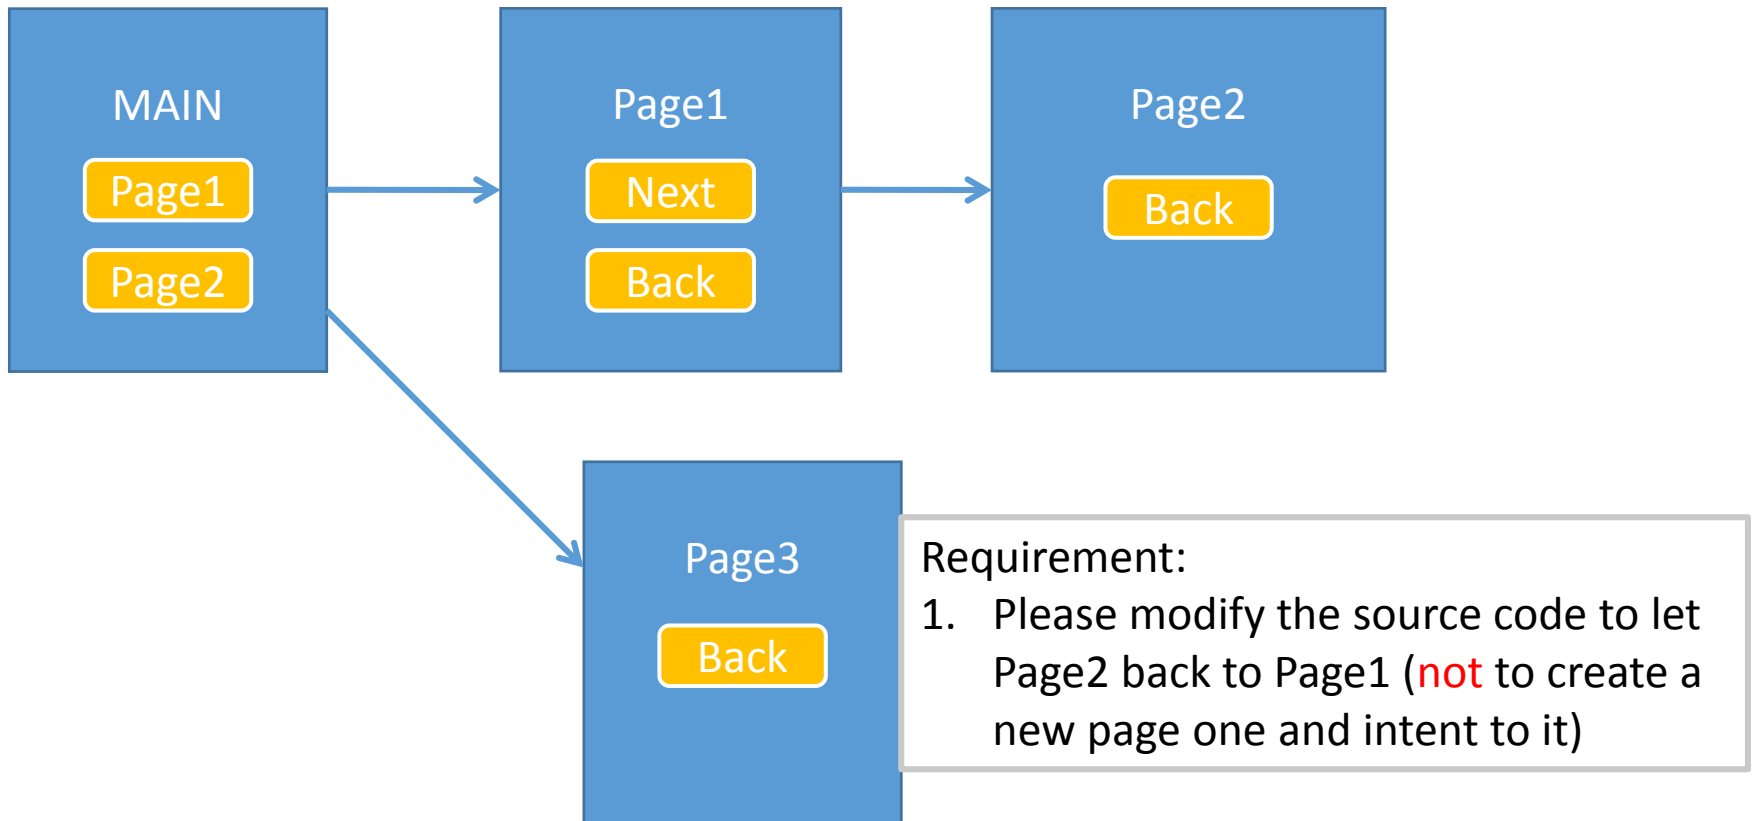 MAIN
Page1
Page2
Page1
Next
Back
Page2
Back
Page3
Back
Requirement:
1. Please modify the source code to let
Page2 back to Page1 (not to create a
new page one and intent to it)